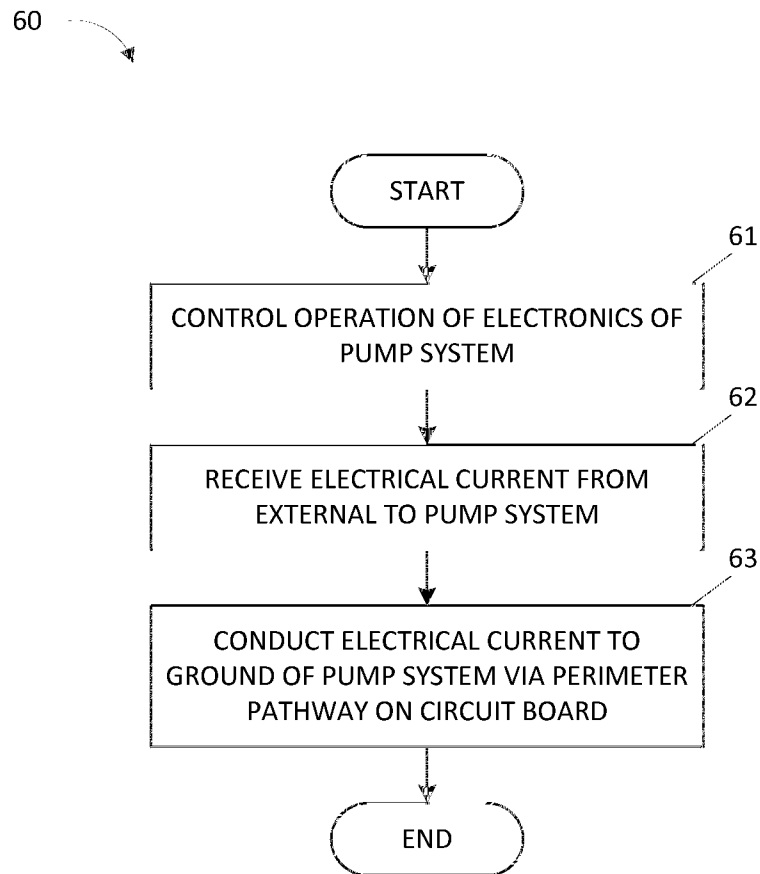 60
START
61
CONTROL OPERATION OF ELECTRONICS OF
PUMP SYSTEM
62
RECEIVE ELECTRICAL CURRENT FROM
EXTERNAL TO PUMP SYSTEM
63
CONDUCT ELECTRICAL CURRENT TO
GROUND OF PUMP SYSTEM VIA PERIMETER
PATHWAY ON CIRCUIT BOARD
END